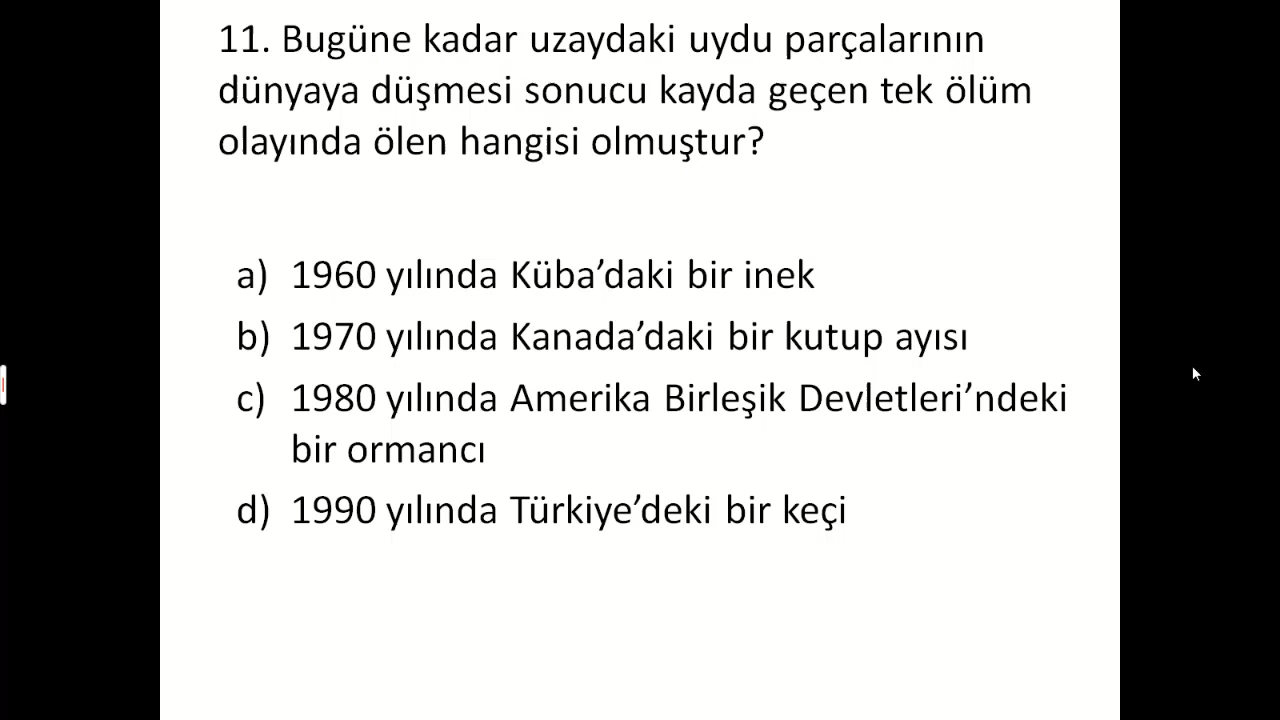 11. Bugüne kadar uzaydaki uydu parçalarının
dünyaya düşmesi sonucu kayda geçen tek ölüm
olayında ölen hangisi olmuştur?
a) 1960 yılında Küba’daki bir inek
b) 1970 yılında Kanada’daki bir kutup ayısı
c) 1980 yılında Amerika Birleşik Devletleri’ndeki
bir ormancı
d) 1990 yılında Türkiye’deki bir keçi